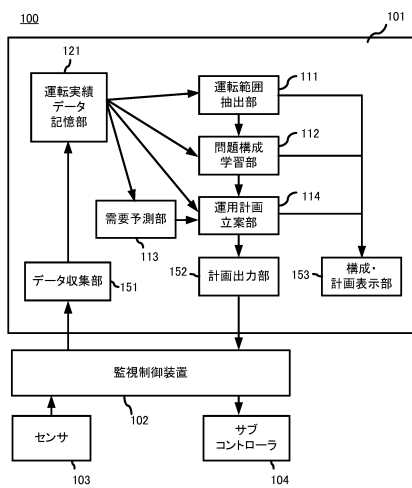 100
101
121
運転実績
データ
記憶部
運転範囲
抽出部
111
問題構成
学習部
112
運用計画
立案部
114
需要予測部
113
152
データ収集部
151
計画出力部
153
構成・
計画表示部
監視制御装置
102
センサ
103
サブ
コントローラ
104